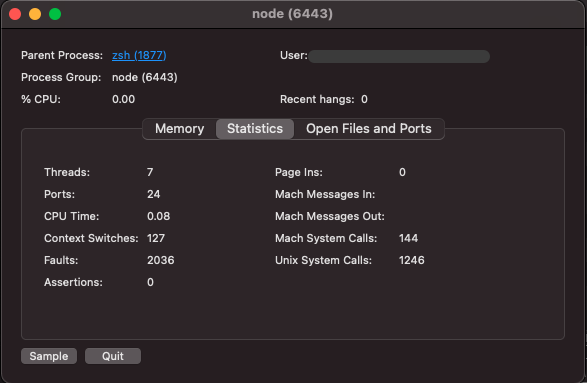 node (6443)
Parent Process: zsh (1877) User:
Process Group: node (6443)
% CPU: 0.00 Recent hangs: 0
Memory Statistics Open Files and Ports
Threads: 7 Page Ins: 0
Ports: 24 Mach Messages In:
CPU Time: 0.08 Mach Messages Out:
Context Switches: 127 Mach System Calls: 144
Faults: 2036 Unix System Calls: 1246
Assertions: 0
Sample Quit